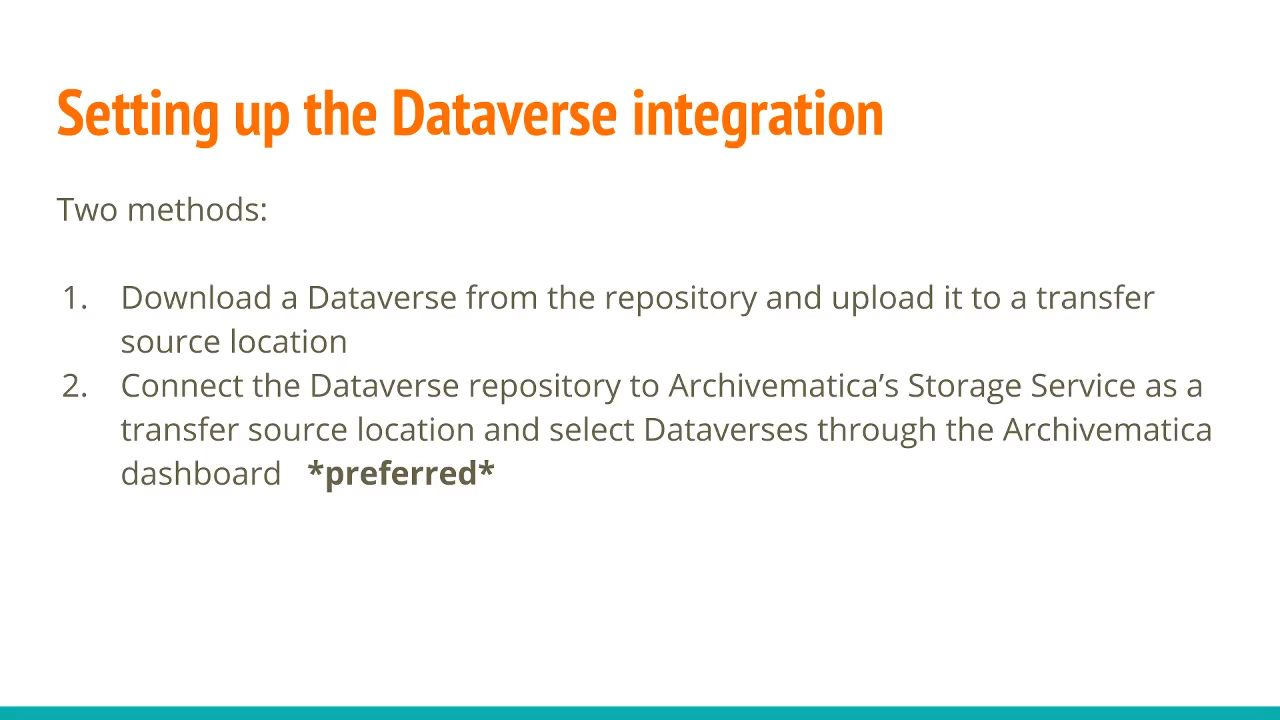 Setting up the Dataverse integration
Two methods:
1. Download a Dataverse from the repository and upload it to a transfer
source location
2. Connect the Dataverse repository to Archivematica’s Storage Service as a
transfer source location and select Dataverses through the Archivematica
dashboard *preferred*